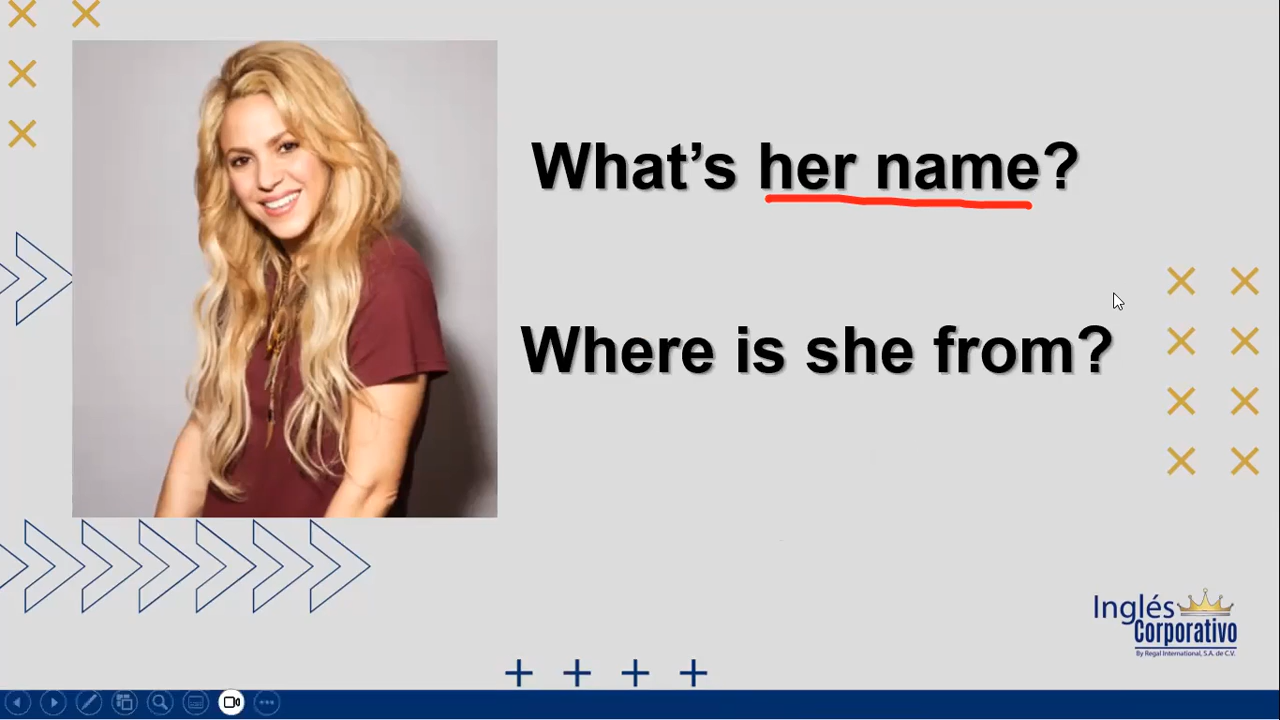 What's her name?
Where is she from?
Inglés
Corporativo
By Regal International, S.A. de C.V.